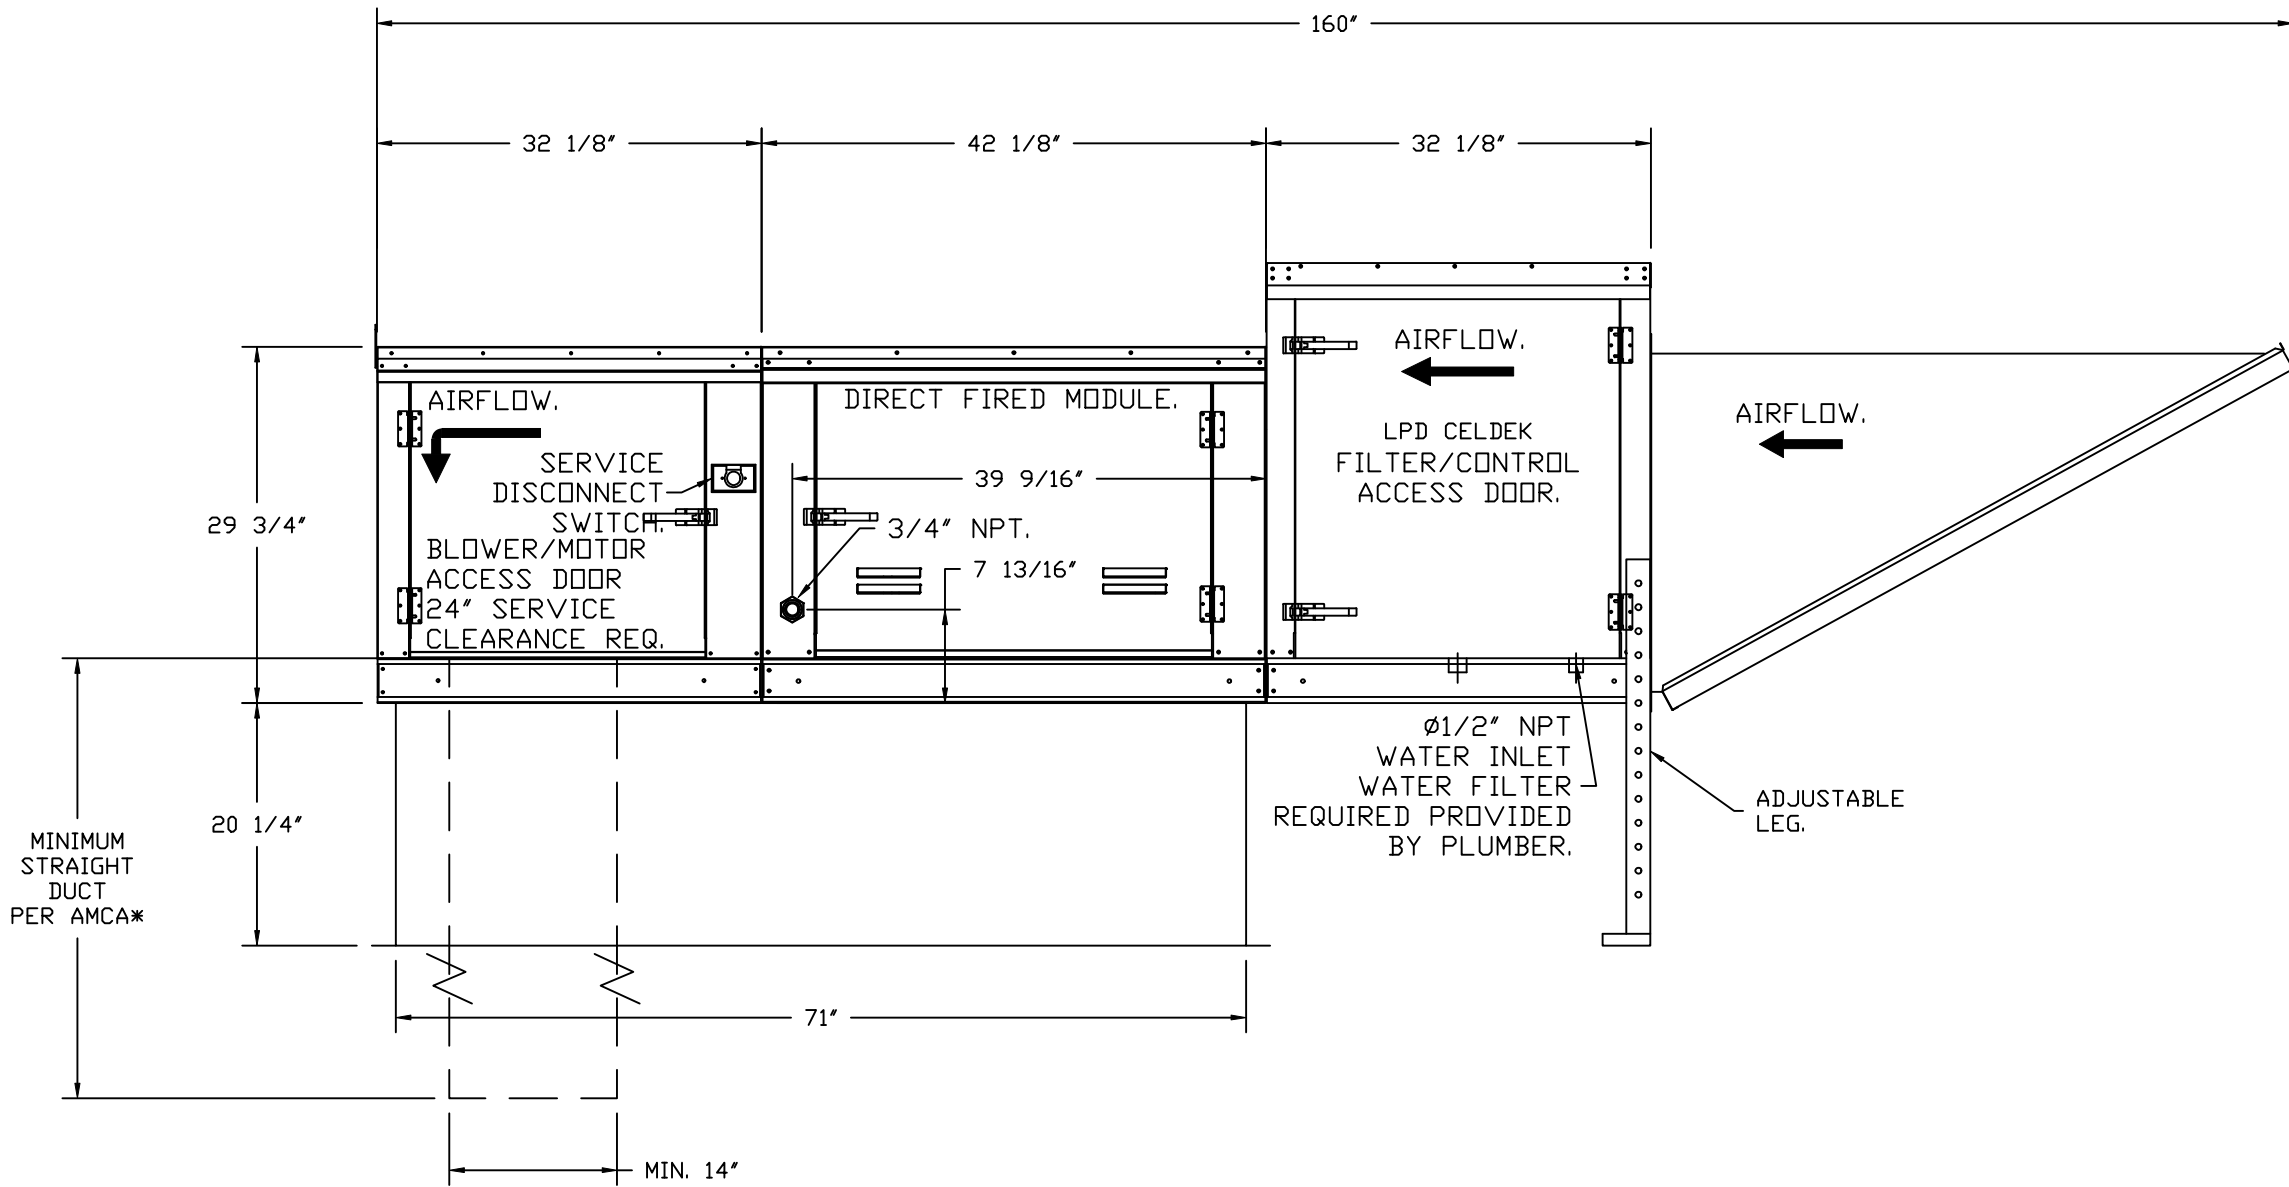 160"
32 1/8"
42 1/8"
32 1/8"
AIRFLOW.
DIRECT FIRED MODULE.
AIRFLOW.
AIRFLOW.
LPD CELDEK
FILTER/CONTROL
ACCESS DOOR.
SERVICE
DISCONNECT
SWITCH.
39 9/16"
3/4" NPT.
7 13/16"
29 3/4"
BLOWER/MOTOR
ACCESS DOOR
24" SERVICE
CLEARANCE REQ.
Ø1/2" NPT
WATER INLET
WATER FILTER
REQUIRED PROVIDED
BY PLUMBER.
ADJUSTABLE
LEG.
20 1/4"
MINIMUM
STRAIGHT
DUCT
PER AMCA*
71"
MIN. 14"